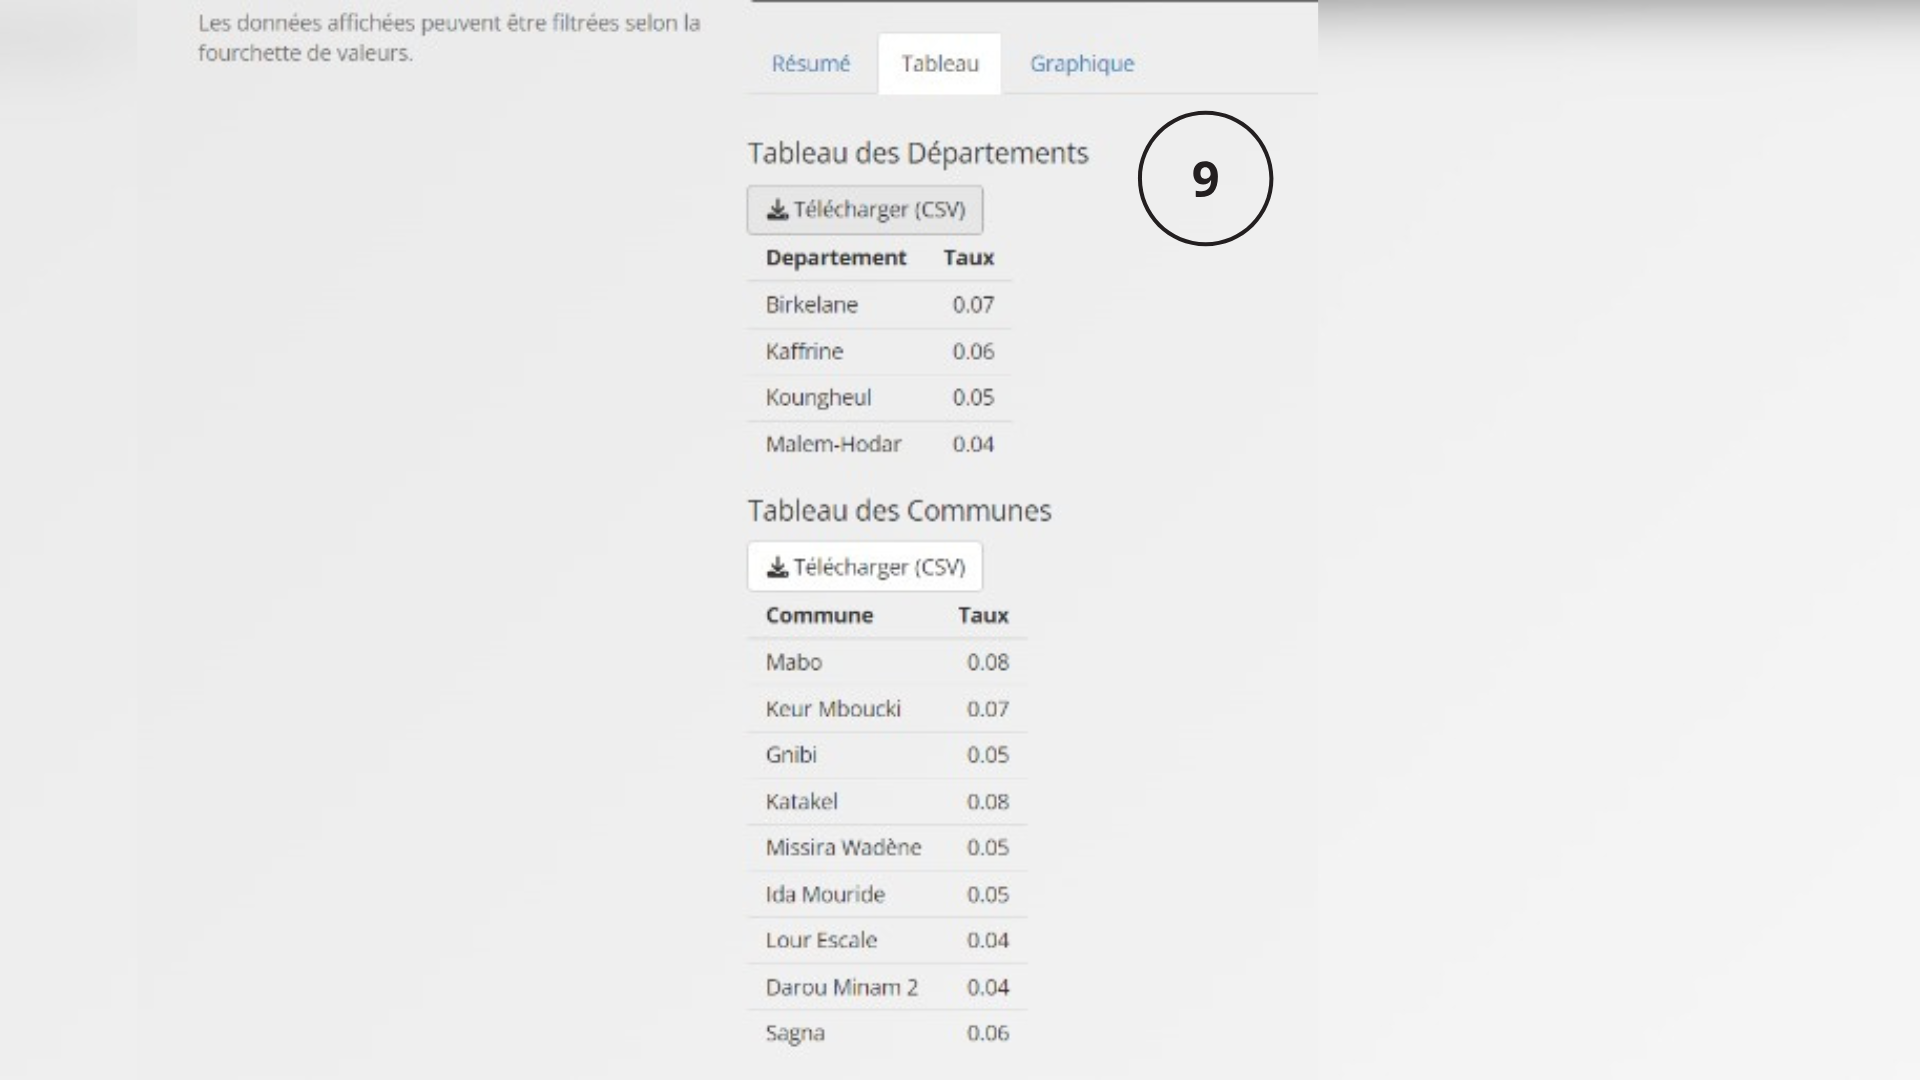 Les données affichées peuvent être filtrées selon la
fourchette de valeurs.
Résumé Tableau Graphique
Tableau des Départements
9
Télécharger (CSV)
Departement Taux
Birkelane 0.07
Kaffrine 0.06
Koungheul 0.05
Malem-Hodar 0.04
Tableau des Communes
Télécharger (CSV)
Commune Taux
Mabo 0.08
Keur Mboucki 0.07
Gnibi 0.05
Katakel 0.08
Missira Wadène 0.05
Ida Mouride 0.05
Lour Escale 0.04
Darou Minam 2 0.04
Sagna 0.06